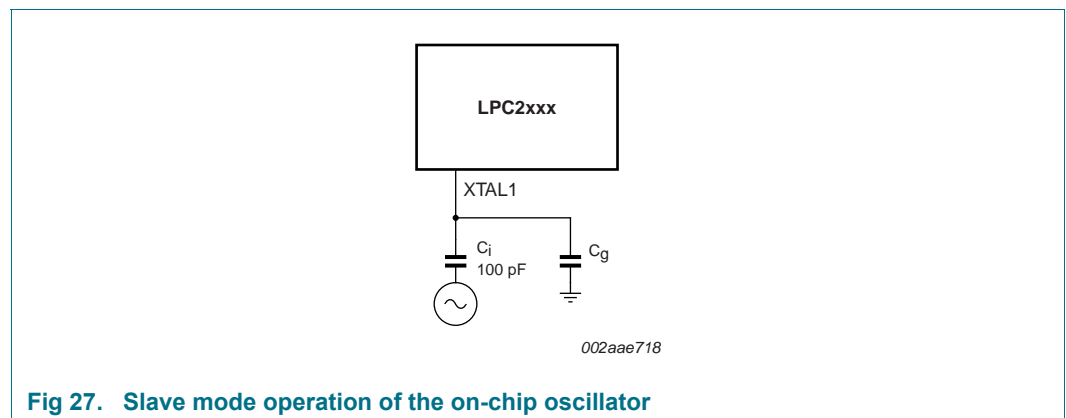 LPC2xxx
XTAL1
Ci
100 pF
Cg
002aae718
Fig 27. Slave mode operation of the on-chip oscillator